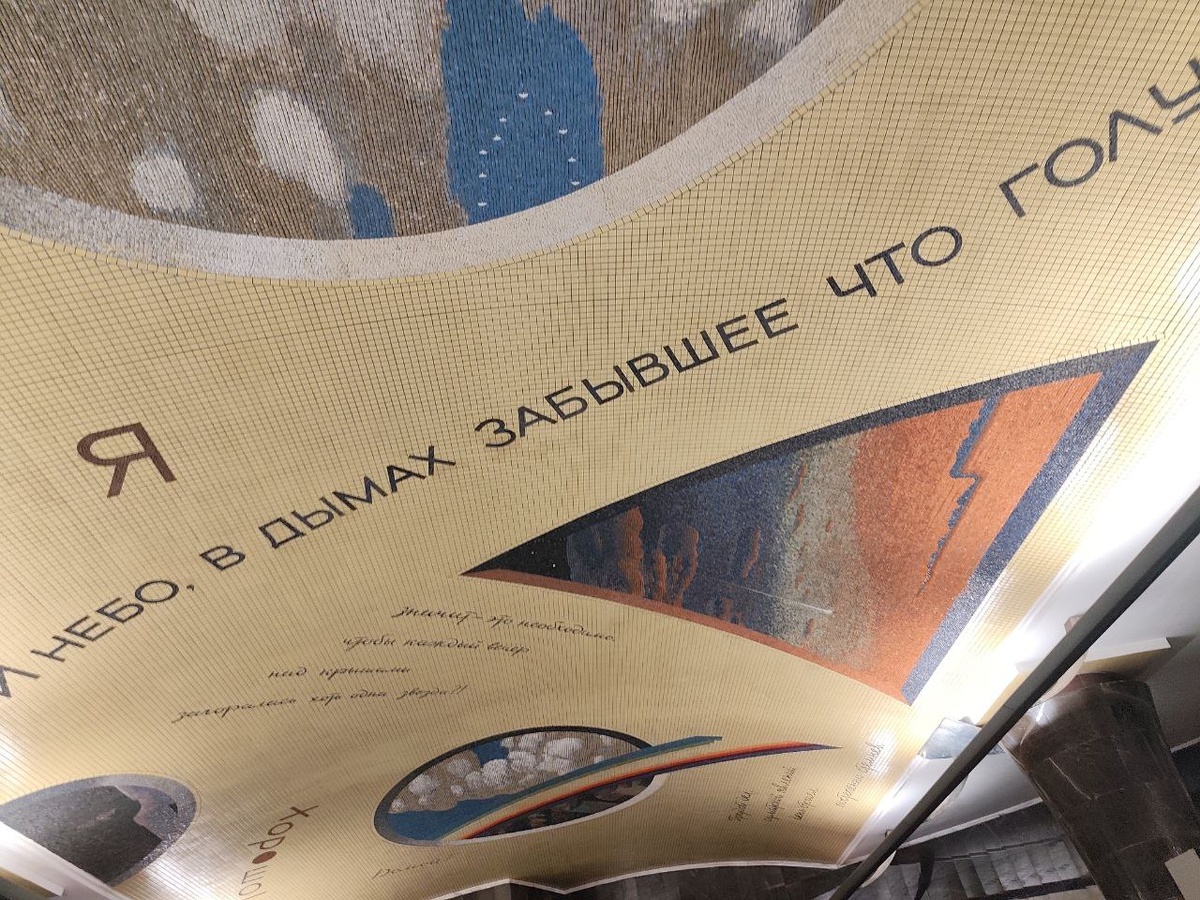 Я
И НЕБО, В ДЫМАХ ЗАБЫВШЕЕ ЧТО ГОЛУ
значит – это необходимо
чтобы каждый вечер
над крышами
загоралась хоть одна звезда?!
Хорошо